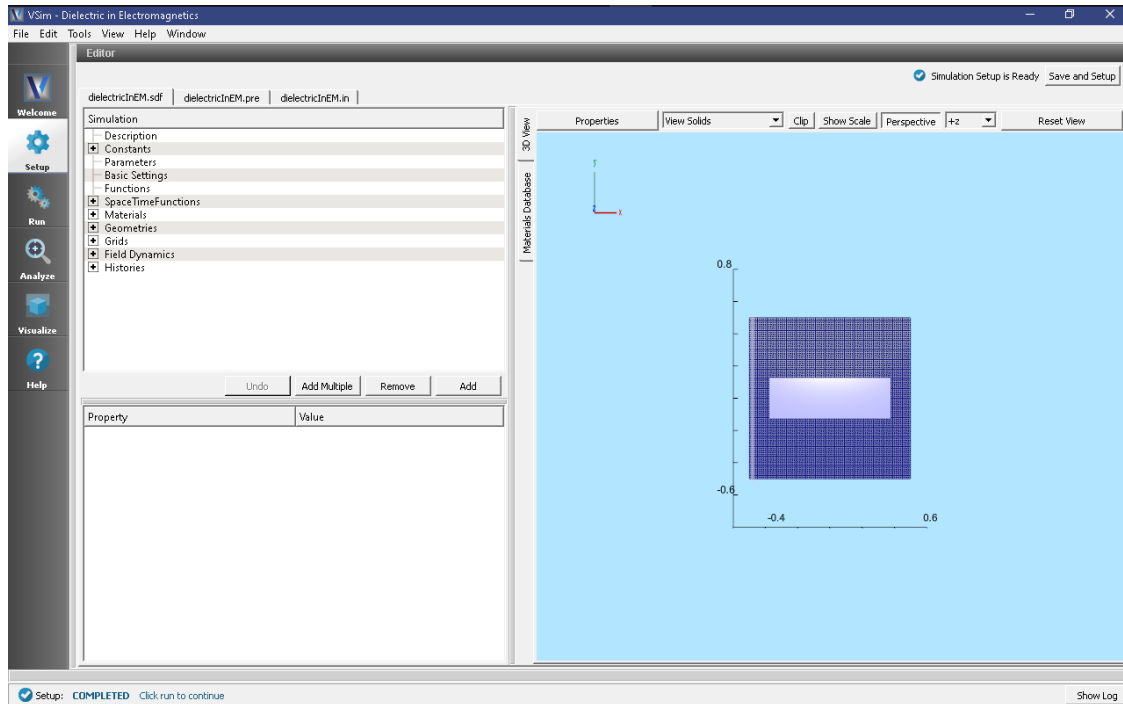 VSim - Dielectric in Electromagnetics
File Edit Tools View Help Window
Editor
Simulation Setup is Ready Save and Setup
Welcome
Setup
Run
Analyze
Visualize
Help
dielectricInEM.sdf dielectricInEM.pre dielectricInEM.in
Simulation
Description
Constants
Parameters
Basic Settings
Functions
SpaceTimeFunctions
Materials
Geometries
Grids
Field Dynamics
Histories
Undo Add Multiple Remove Add
Property Value
3D View
Materials Database
Properties View Solids Clip Show Scale Perspective +z Reset View
Y
Z X
0.8
-0.6
-0.4 0.6
Setup: COMPLETED Click run to continue
Show Log